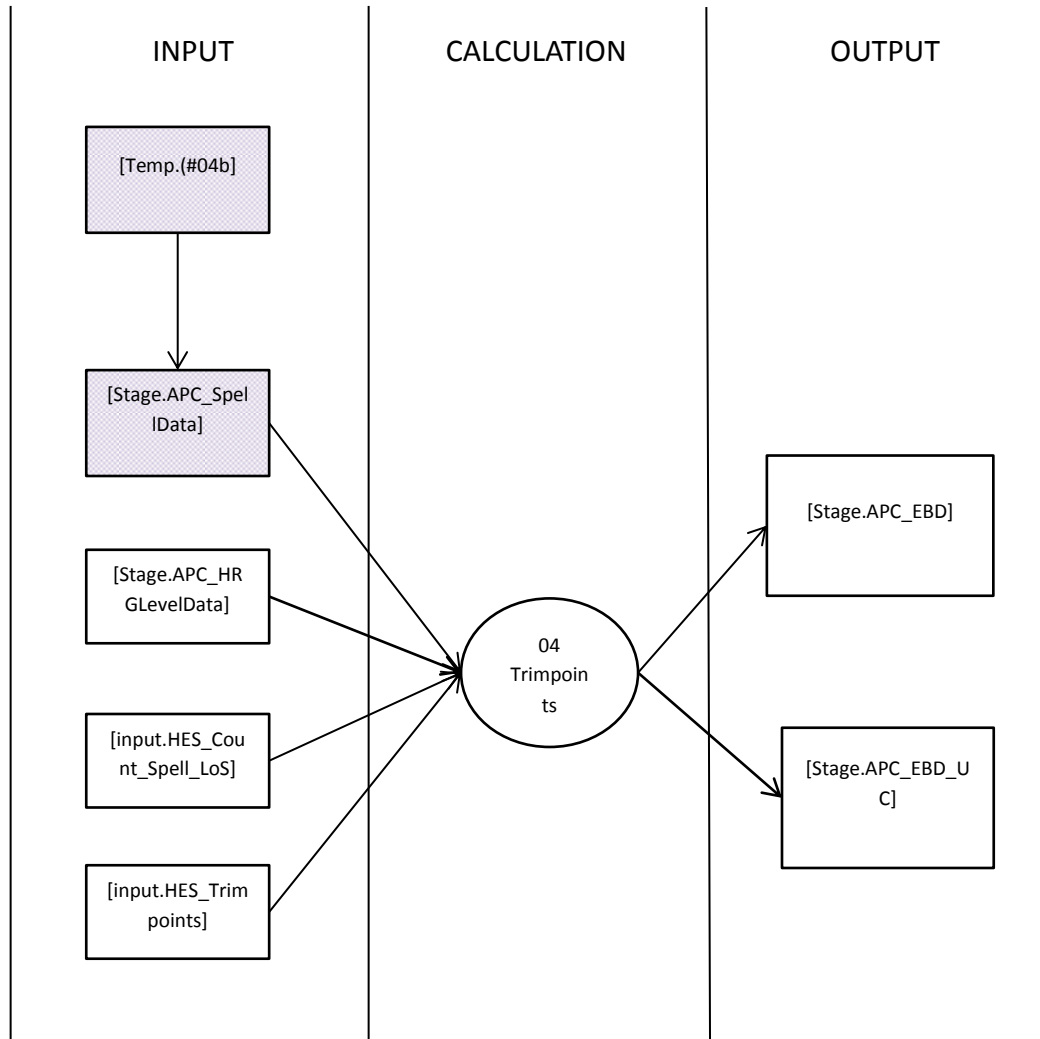 INPUT
CALCULATION
OUTPUT
[Temp.(#04b]
[Stage.APC_Spel
lData]
[Stage.APC_HR
GLevelData]
[input.HES_Cou
nt_Spell_LoS]
[input.HES_Trim
points]
04
Trimpoin
ts
[Stage.APC_EBD]
[Stage.APC_EBD_U
C]